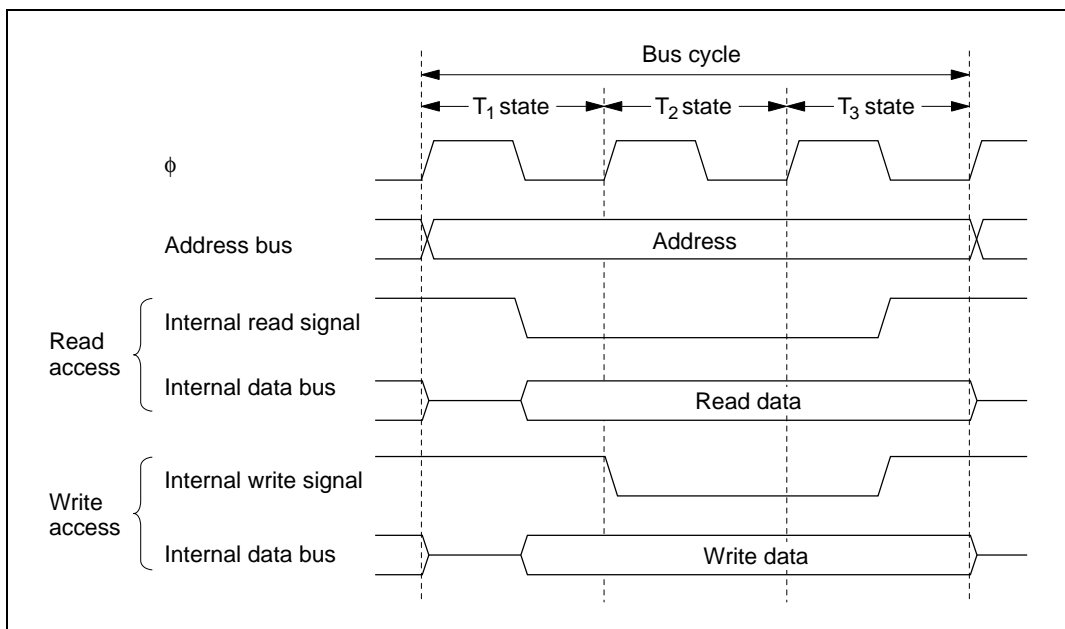 Bus cycle
T₁ state T₂ state T₃ state
ϕ
Address bus Address
Read access
Internal read signal
Internal data bus Read data
Write access
Internal write signal
Internal data bus Write data